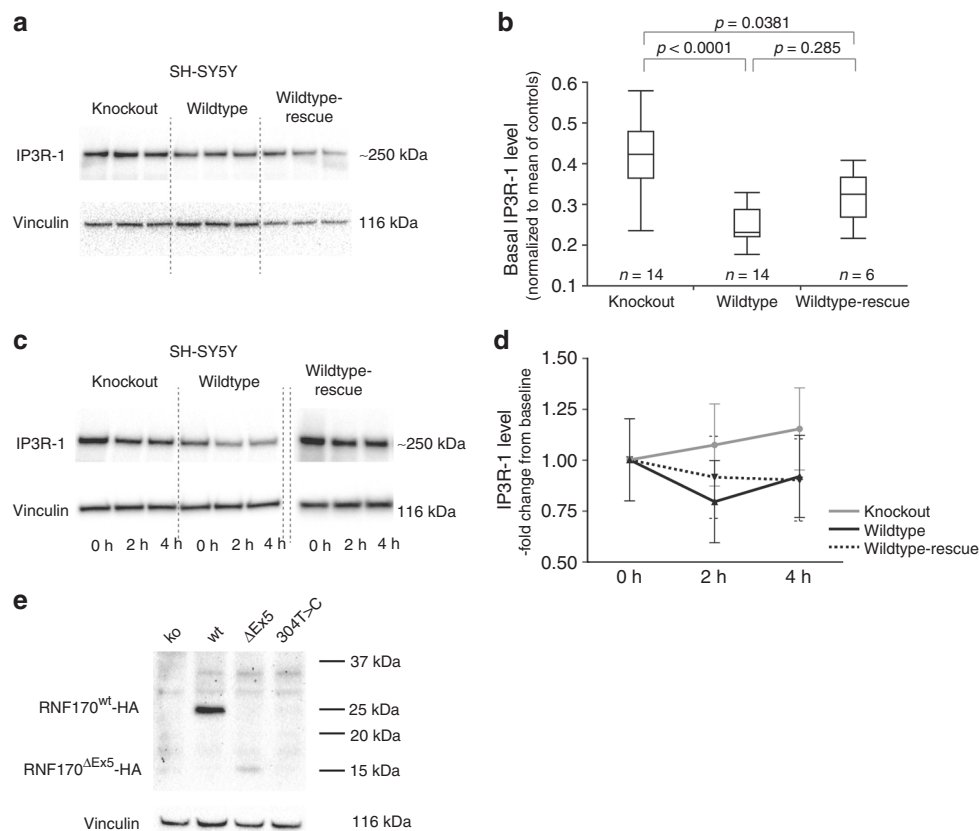 a
SH-SY5Y
Knockout Wildtype Wildtype-
rescue
IP3R-1 ~250 kDa
Vinculin 116 kDa
b
p = 0.0381
p < 0.0001 p = 0.285
Basal IP3R-1 level
(normalized to mean of controls)
0.6
0.5
0.4
0.3
0.2
0.1
n = 14 n = 14 n = 6
Knockout Wildtype Wildtype-rescue
c
SH-SY5Y
Knockout Wildtype Wildtype-
rescue
IP3R-1 ~250 kDa
Vinculin 116 kDa
0 h 2 h 4 h 0 h 2 h 4 h 0 h 2 h 4 h
d
IP3R-1 level
-fold change from baseline
1.50
1.25
1.00
0.75
0.50
0 h 2 h 4 h
Knockout
Wildtype
Wildtype-rescue
e
ko wt ΔEx5 304T>C
37 kDa
RNF170wt-HA 25 kDa
20 kDa
RNF170ΔEx5-HA 15 kDa
Vinculin 116 kDa